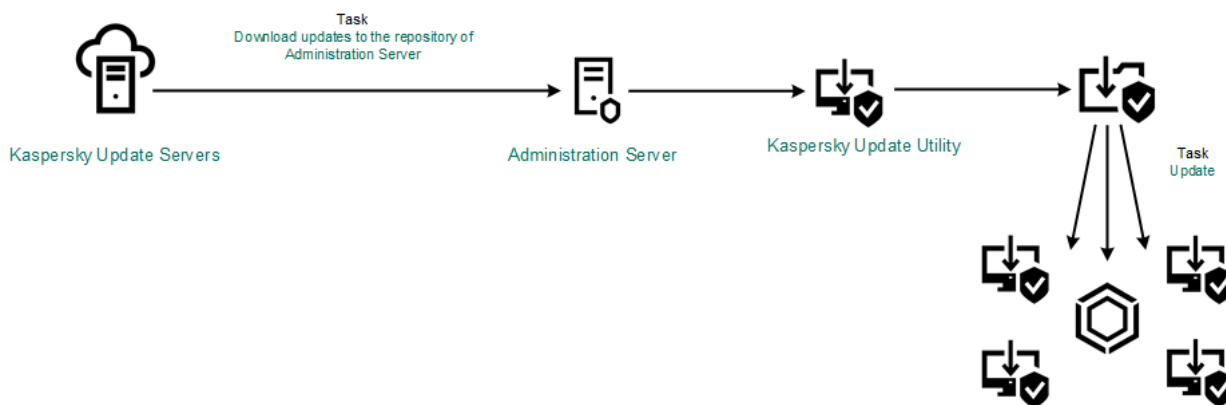 Task
Download updates to the repository of
Administration Server
Kaspersky Update Servers
Administration Server
Kaspersky Update Utility
Task
Update